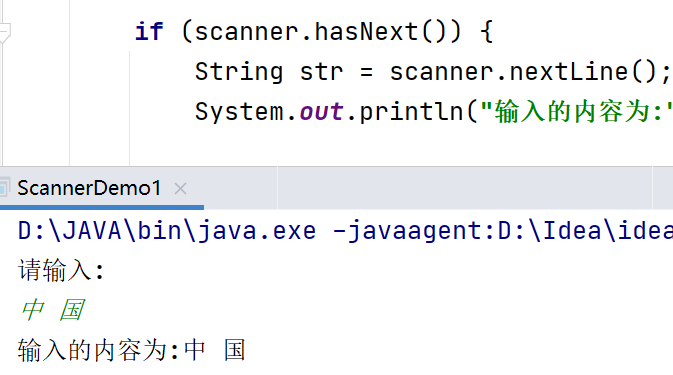 if (scanner.hasNext()) {
String str = scanner.nextLine();
System.out.println("输入的内容为:"
ScannerDemo1
D:\JAVA\bin\java.exe -javaagent:D:\Idea\idea
请输入:
中 国
输入的内容为:中 国